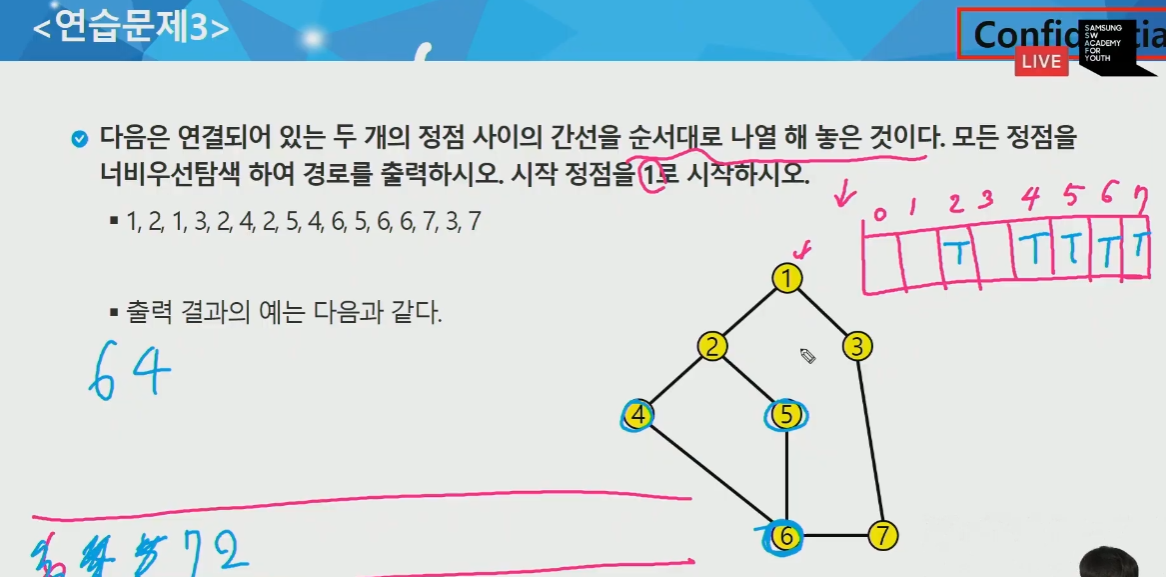 <연습문제3>
Confid
tia
LIVE
SAMSUNG
SW
ACADEMY
FOR
YOUTH
다음은 연결되어 있는 두 개의 정점 사이의 간선을 순서대로 나열 해 놓은 것이다. 모든 정점을
너비우선탐색 하여 경로를 출력하시오. 시작 정점을 1로 시작하시오.
1, 2, 1, 3, 2, 4, 2, 5, 4, 6, 5, 6, 6, 7, 3, 7
0 1 2 3 4 5 6 7
T T T T T
출력 결과의 예는 다음과 같다.
6 4
1
2 3
4 5
6 7
7 2